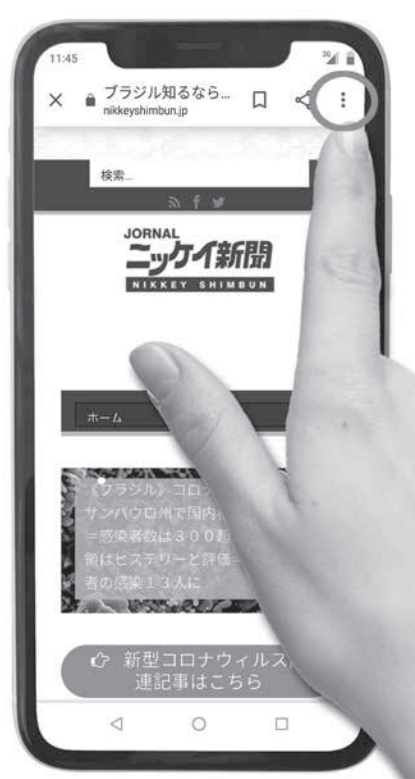 11:45 3G
ブラジル知るなら...
nikkeyshimbun.jp
検索...
JORNAL
ニッケイ新聞
NIKKEY SHIMBUN
ホーム
《ブラジル》コロ
サンパウロ州で国内
＝感染者数は３００
領はヒステリーと評価＝
者の感染１３人に
新型コロナウィルス
連記事はこちら